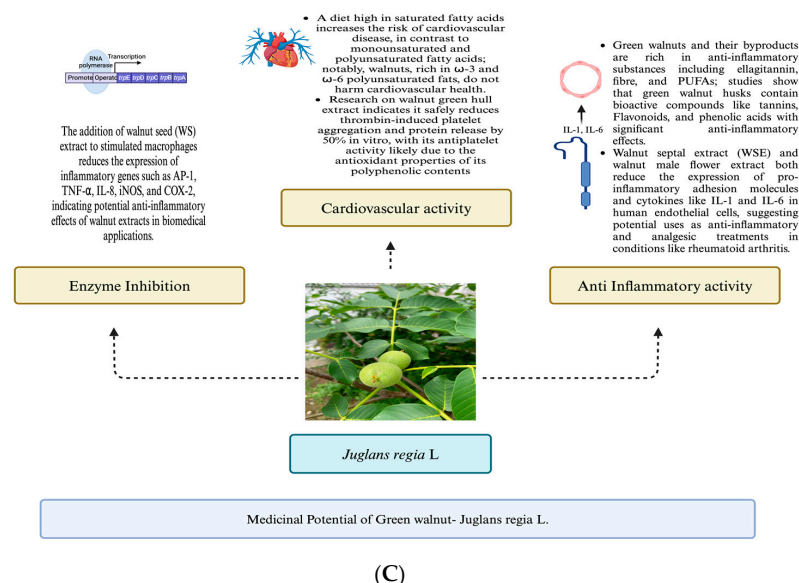 RNA
polymerase
Transcription
Promote Operato trpE trpD trpC trpB trpA
The addition of walnut seed (WS)
extract to stimulated macrophages
reduces the expression of
inflammatory genes such as AP-1,
TNF-α, IL-8, iNOS, and COX-2,
indicating potential anti-inflammatory
effects of walnut extracts in biomedical
applications.
Enzyme Inhibition
• A diet high in saturated fatty acids
increases the risk of cardiovascular
disease, in contrast to
monounsaturated and
polyunsaturated fatty acids;
notably, walnuts, rich in ω-3 and
ω-6 polyunsaturated fats, do not
harm cardiovascular health.
• Research on walnut green hull
extract indicates it safely reduces
thrombin-induced platelet
aggregation and protein release by
50% in vitro, with its antiplatelet
activity likely due to the
antioxidant properties of its
polyphenolic contents
Cardiovascular activity
IL-1, IL-6
• Green walnuts and their byproducts
are rich in anti-inflammatory
substances including ellagitannin,
fibre, and PUFAs; studies show
that green walnut husks contain
bioactive compounds like tannins,
Flavonoids, and phenolic acids with
significant anti-inflammatory
effects.
• Walnut septal extract (WSE) and
walnut male flower extract both
reduce the expression of pro-
inflammatory adhesion molecules
and cytokines like IL-1 and IL-6 in
human endothelial cells, suggesting
potential uses as anti-inflammatory
and analgesic treatments in
conditions like rheumatoid arthritis.
Anti Inflammatory activity
Juglans regia L
Medicinal Potential of Green walnut- Juglans regia L.
(C)